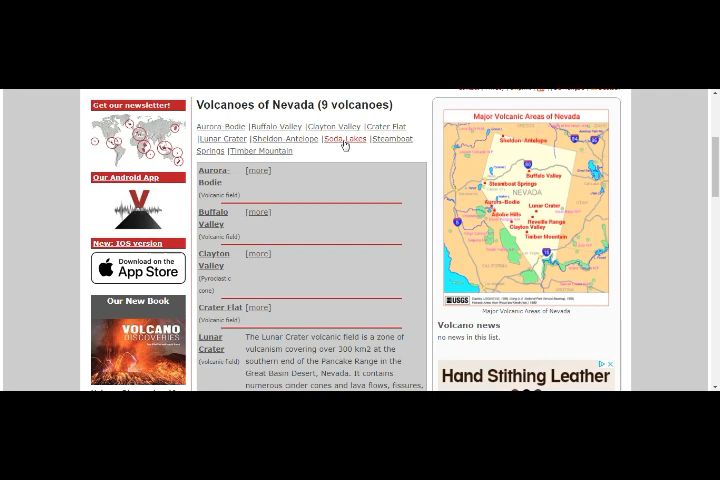 Get our newsletter!
Our Android App
New: IOS version
Download on the
App Store
Our New Book
VOLCANO
DISCOVERIES
Volcanoes of Nevada (9 volcanoes)
Aurora-Bodie |Buffalo Valley |Clayton Valley |Crater Flat
|Lunar Crater |Sheldon-Antelope |Soda Lakes |Steamboat
Springs |Timber Mountain
Aurora-
Bodie
(Volcanic field)
[more]
Buffalo
Valley
(Volcanic field)
[more]
Clayton
Valley
(Pyroclastic
cone)
[more]
Crater Flat
(Volcanic field)
[more]
Lunar
Crater
(volcanic field)
The Lunar Crater volcanic field is a zone of
vulcanism covering over 300 km2 at the
southern end of the Pancake Range in the
Great Basin Desert, Nevada. It contains
numerous cinder cones and lava flows, fissures,
Major Volcanic Areas of Nevada
Sheldon-Antelope
Buffalo Valley
Steamboat Springs
NEVADA
Aurora-Bodie
Lunar Crater
Adobe Hills
Reveille Range
Clayton Valley
Timber Mountain
USGS
Major Volcanic Areas of Nevada
Volcano news
no news in this list.
Hand Stithing Leather